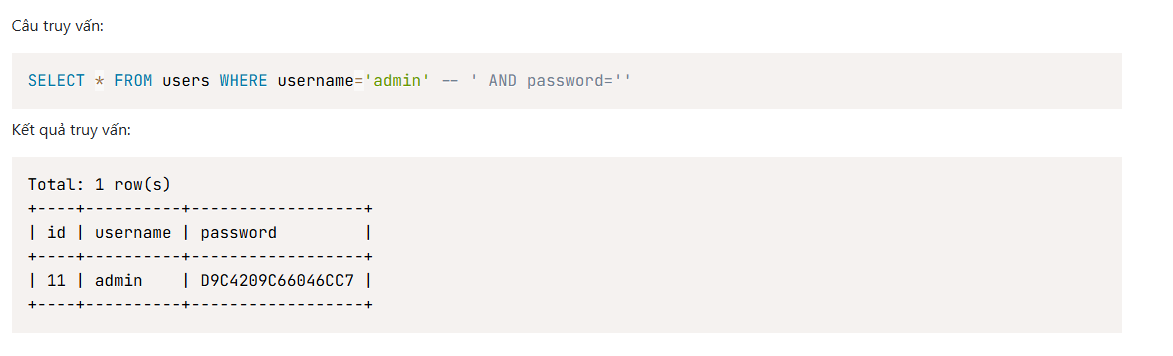 Câu truy vấn:
SELECT * FROM users WHERE username='admin' -- ' AND password=''
Kết quả truy vấn:
Total: 1 row(s)
+----+----------+------------------+
| id | username | password         |
+----+----------+------------------+
| 11 | admin    | D9C4209C66046CC7 |
+----+----------+------------------+